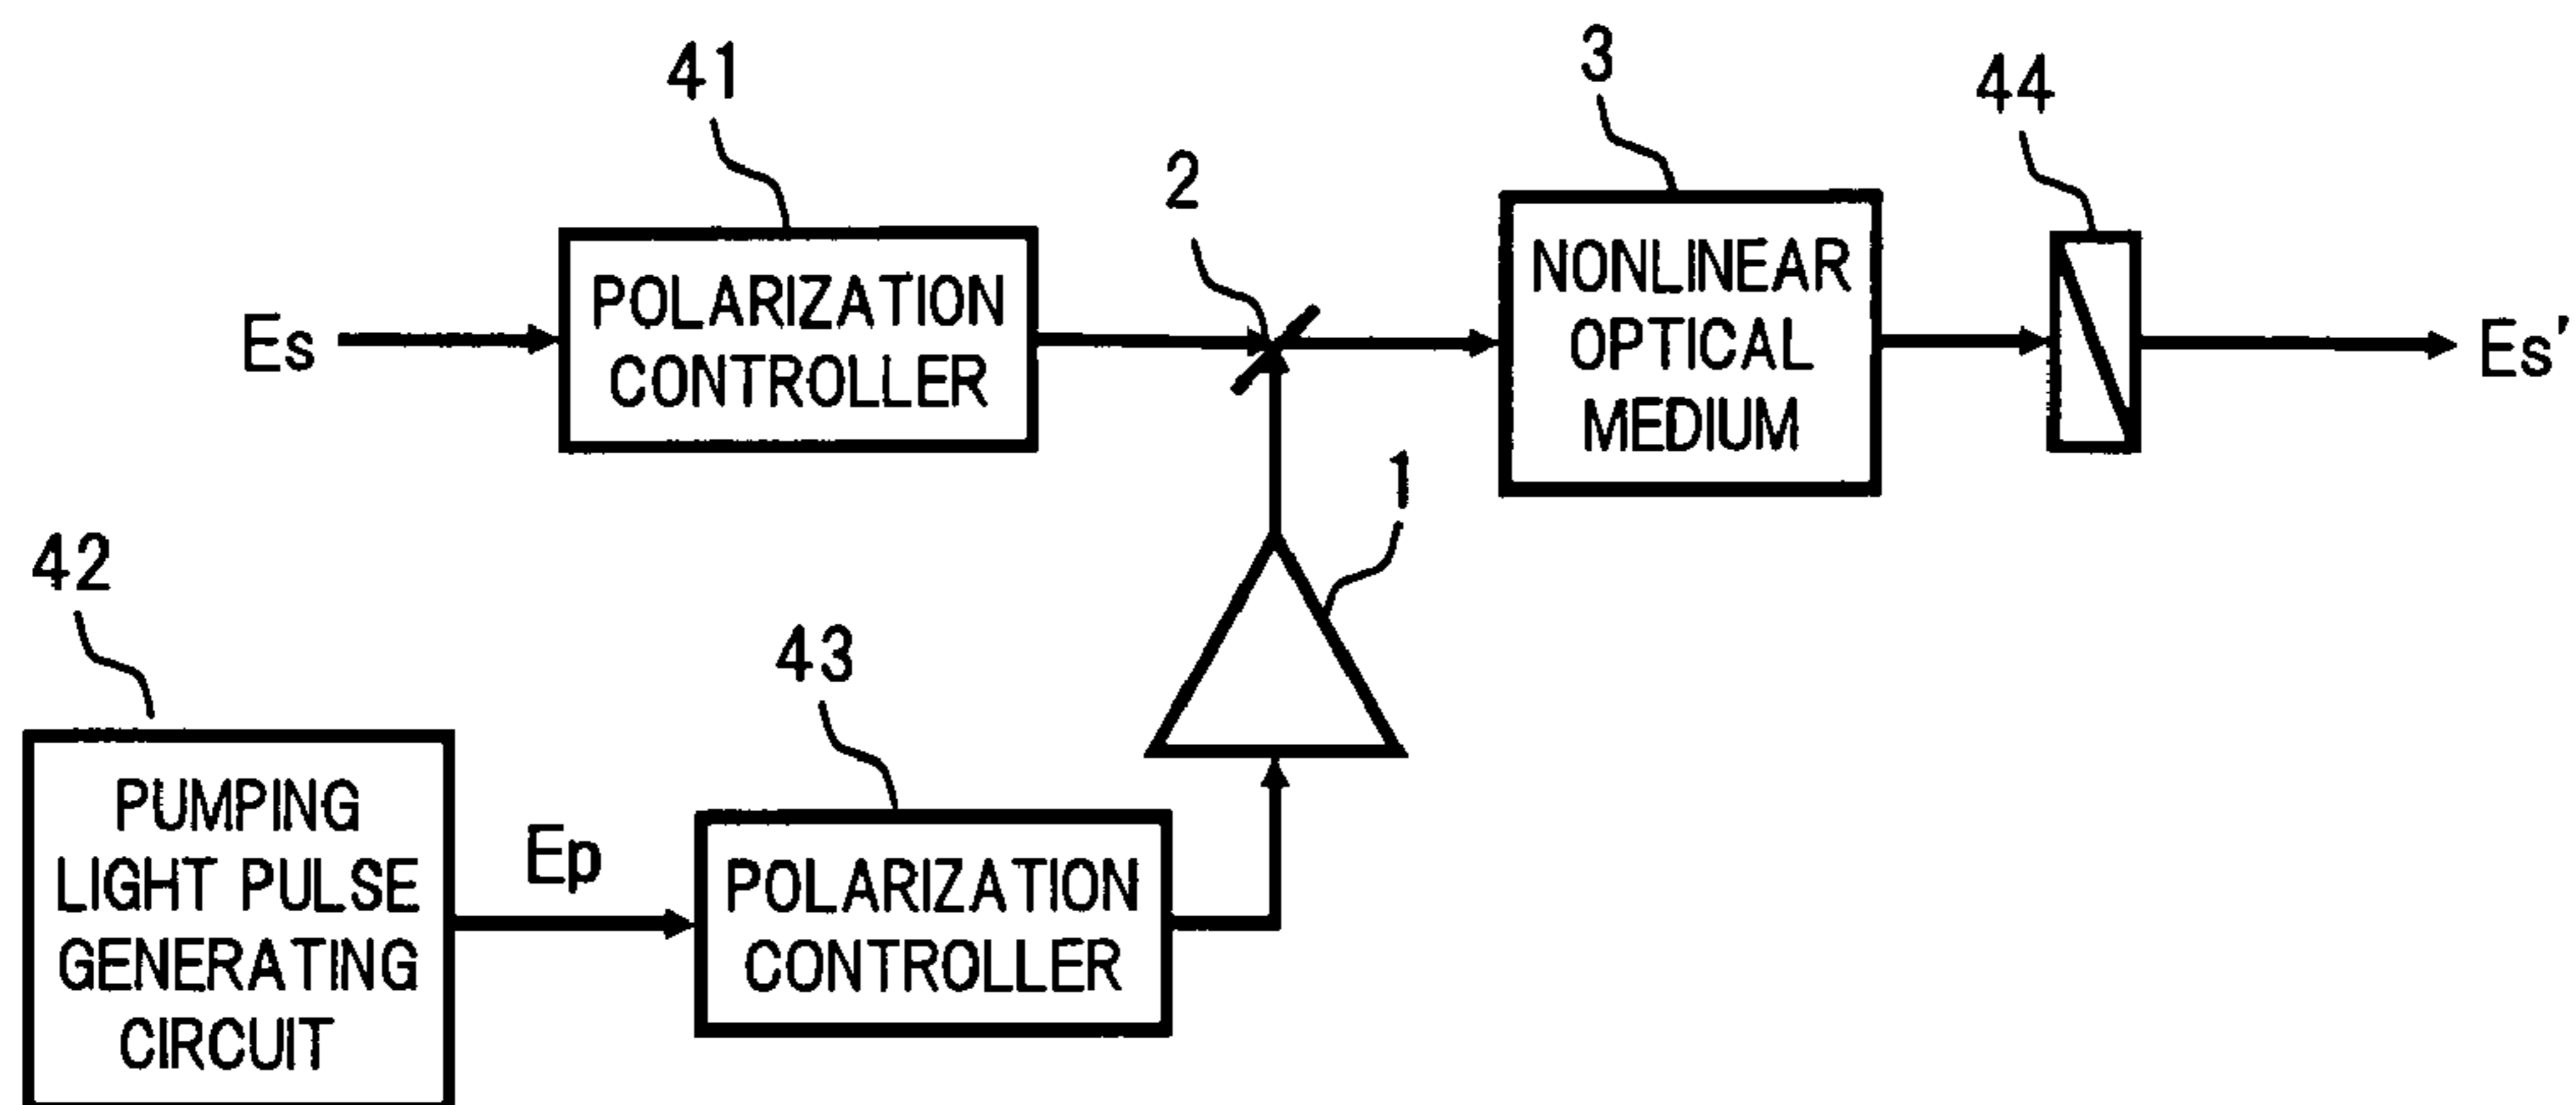 41
3
44
2
Es
POLARIZATION
CONTROLLER
NONLINEAR
OPTICAL
MEDIUM
Es'
1
42
43
PUMPING
LIGHT PULSE
GENERATING
CIRCUIT
Ep
POLARIZATION
CONTROLLER